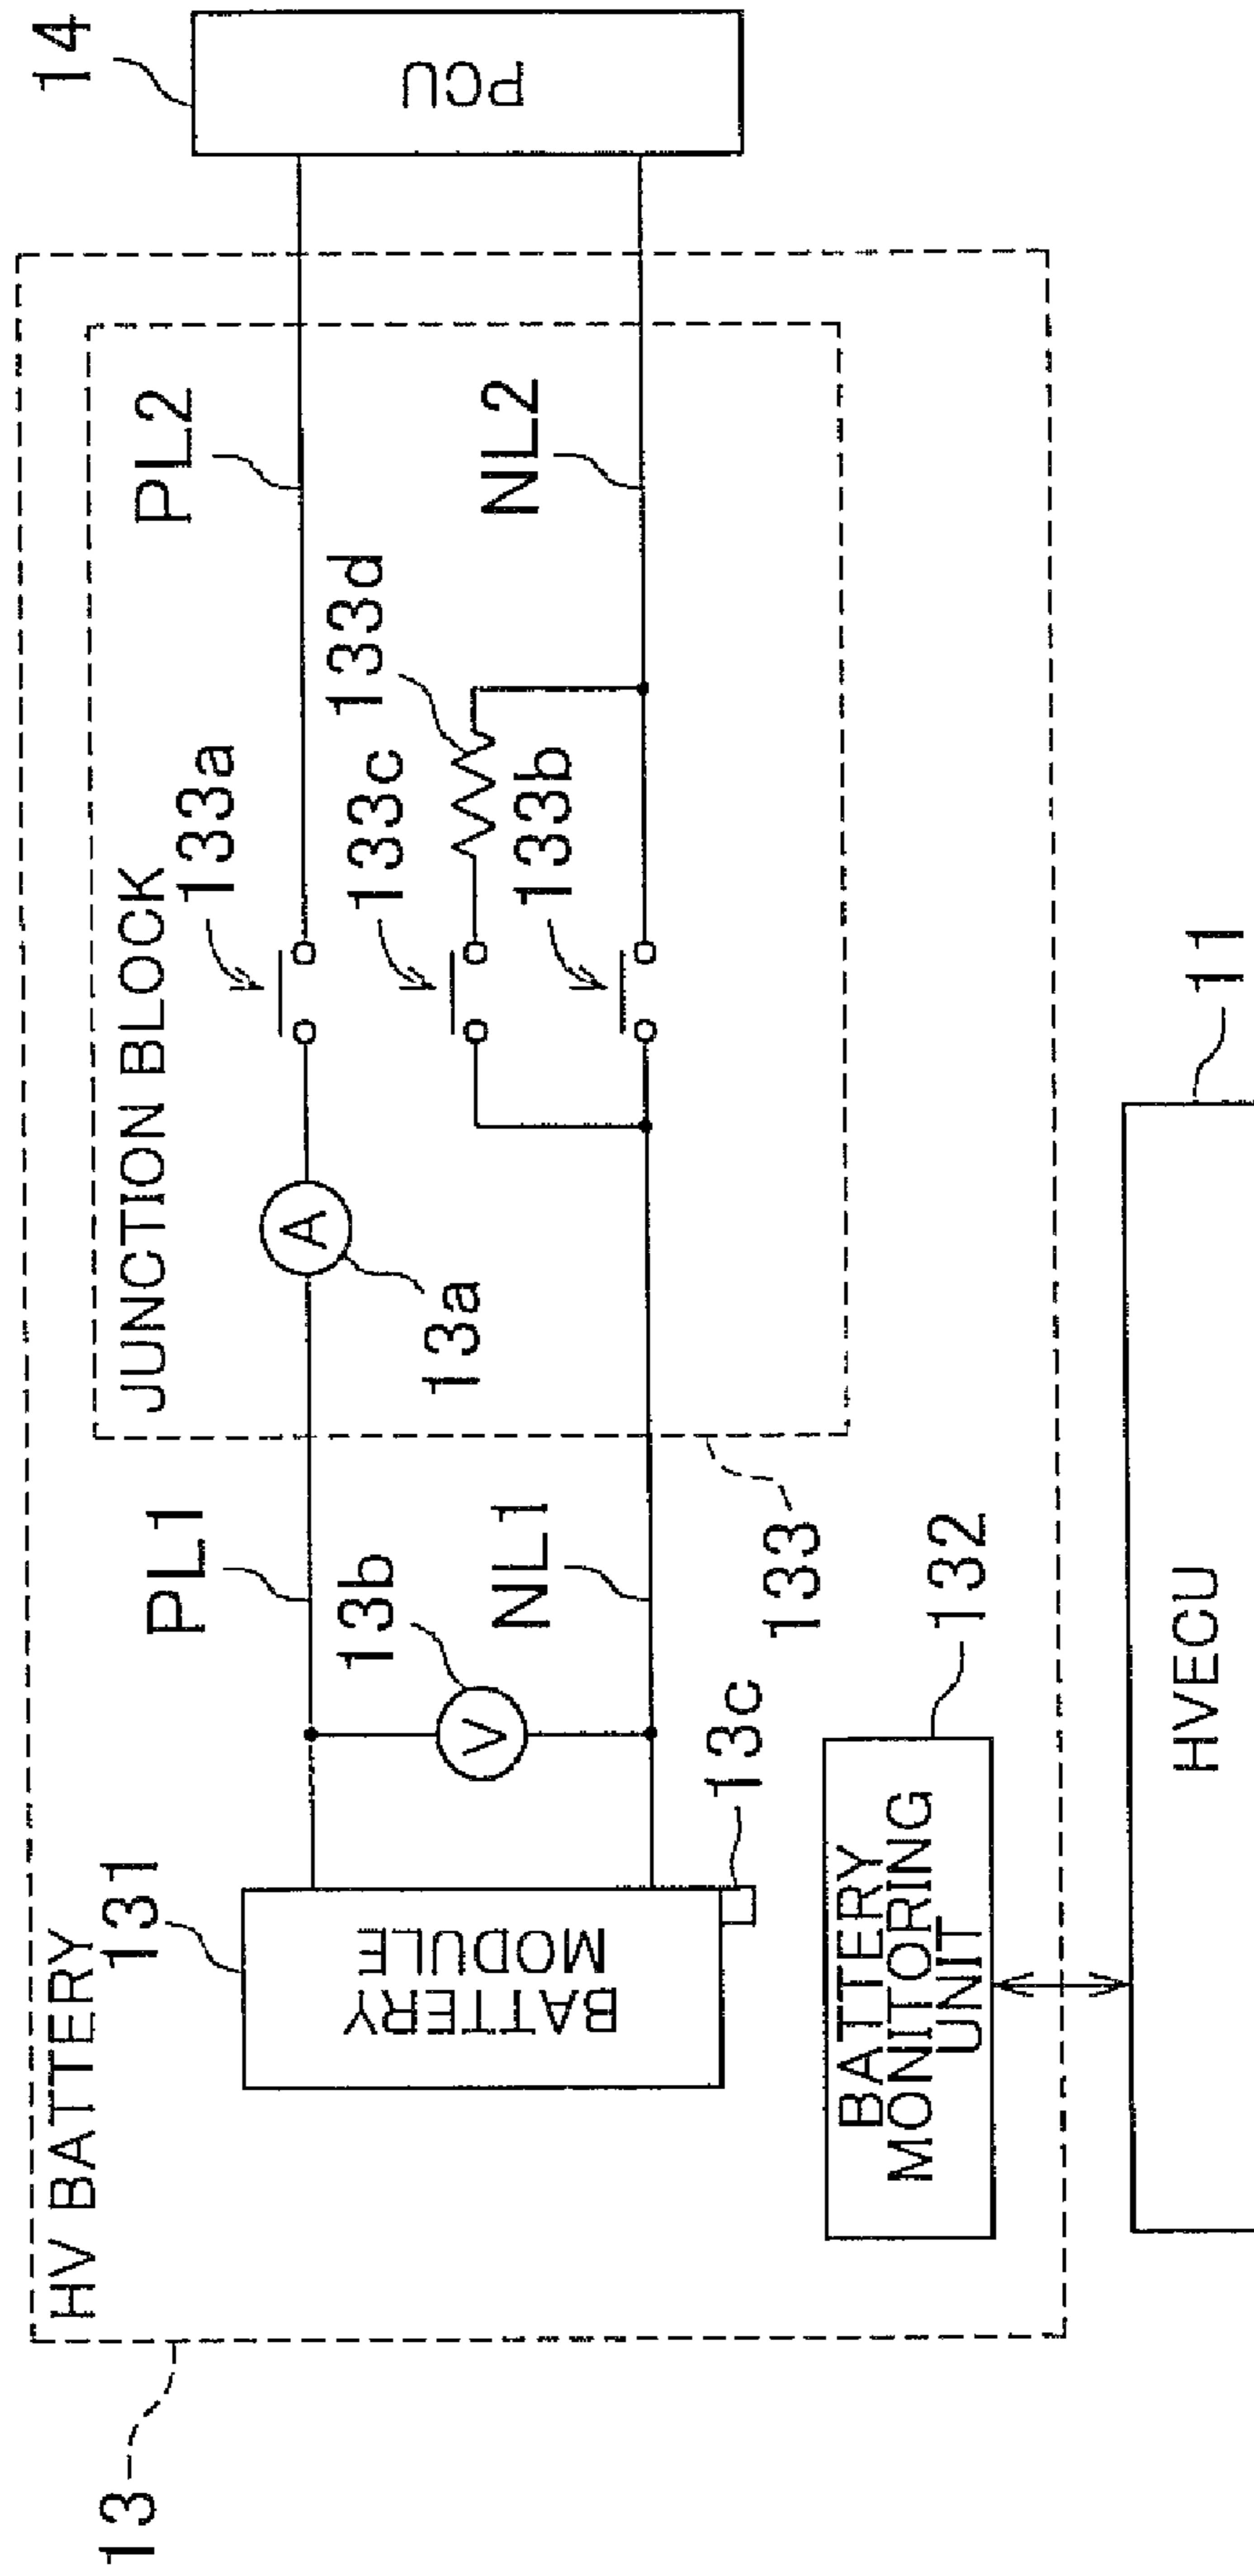 13
HV BATTERY
131
BATTERY
MODULE
13c
PL1
13b
V
NL1
BATTERY
MONITORING
UNIT
132
133
JUNCTION BLOCK
A
13a
133a
133c
133b
133d
PL2
NL2
14
PCU
HVECU
11